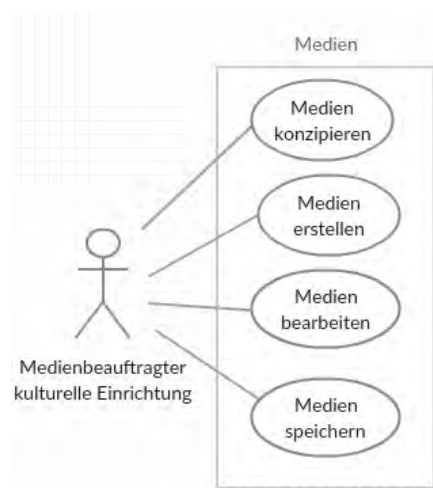 Medien
Medien
konzipieren
Medien
erstellen
Medien
bearbeiten
Medienbeauftragter
kulturelle Einrichtung
Medien
speichern